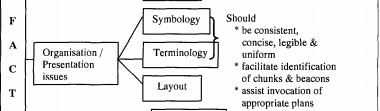 F
A
C
T
Organisation /
Presentation
issues
Symbology
Terminology
Layout
Should
* be consistent,
concise, legible &
uniform
* facilitate identification
of chunks & beacons
* assist invocation of
appropriate plans